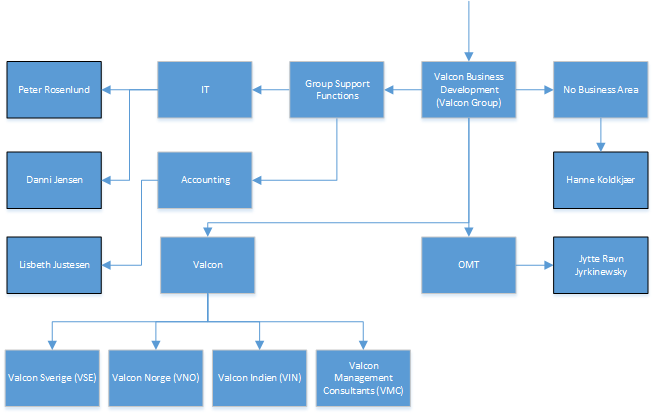 Peter Rosenlund
IT
Group Support
Functions
Valcon Business
Development
(Valcon Group)
No Business Area
Danni Jensen
Accounting
Hanne Koldkjær
Lisbeth Justesen
Valcon
OMT
Jytte Ravn
Jyrkinewsky
Valcon Sverige (VSE)
Valcon Norge (VNO)
Valcon Indien (VIN)
Valcon
Management
Consultants (VMC)